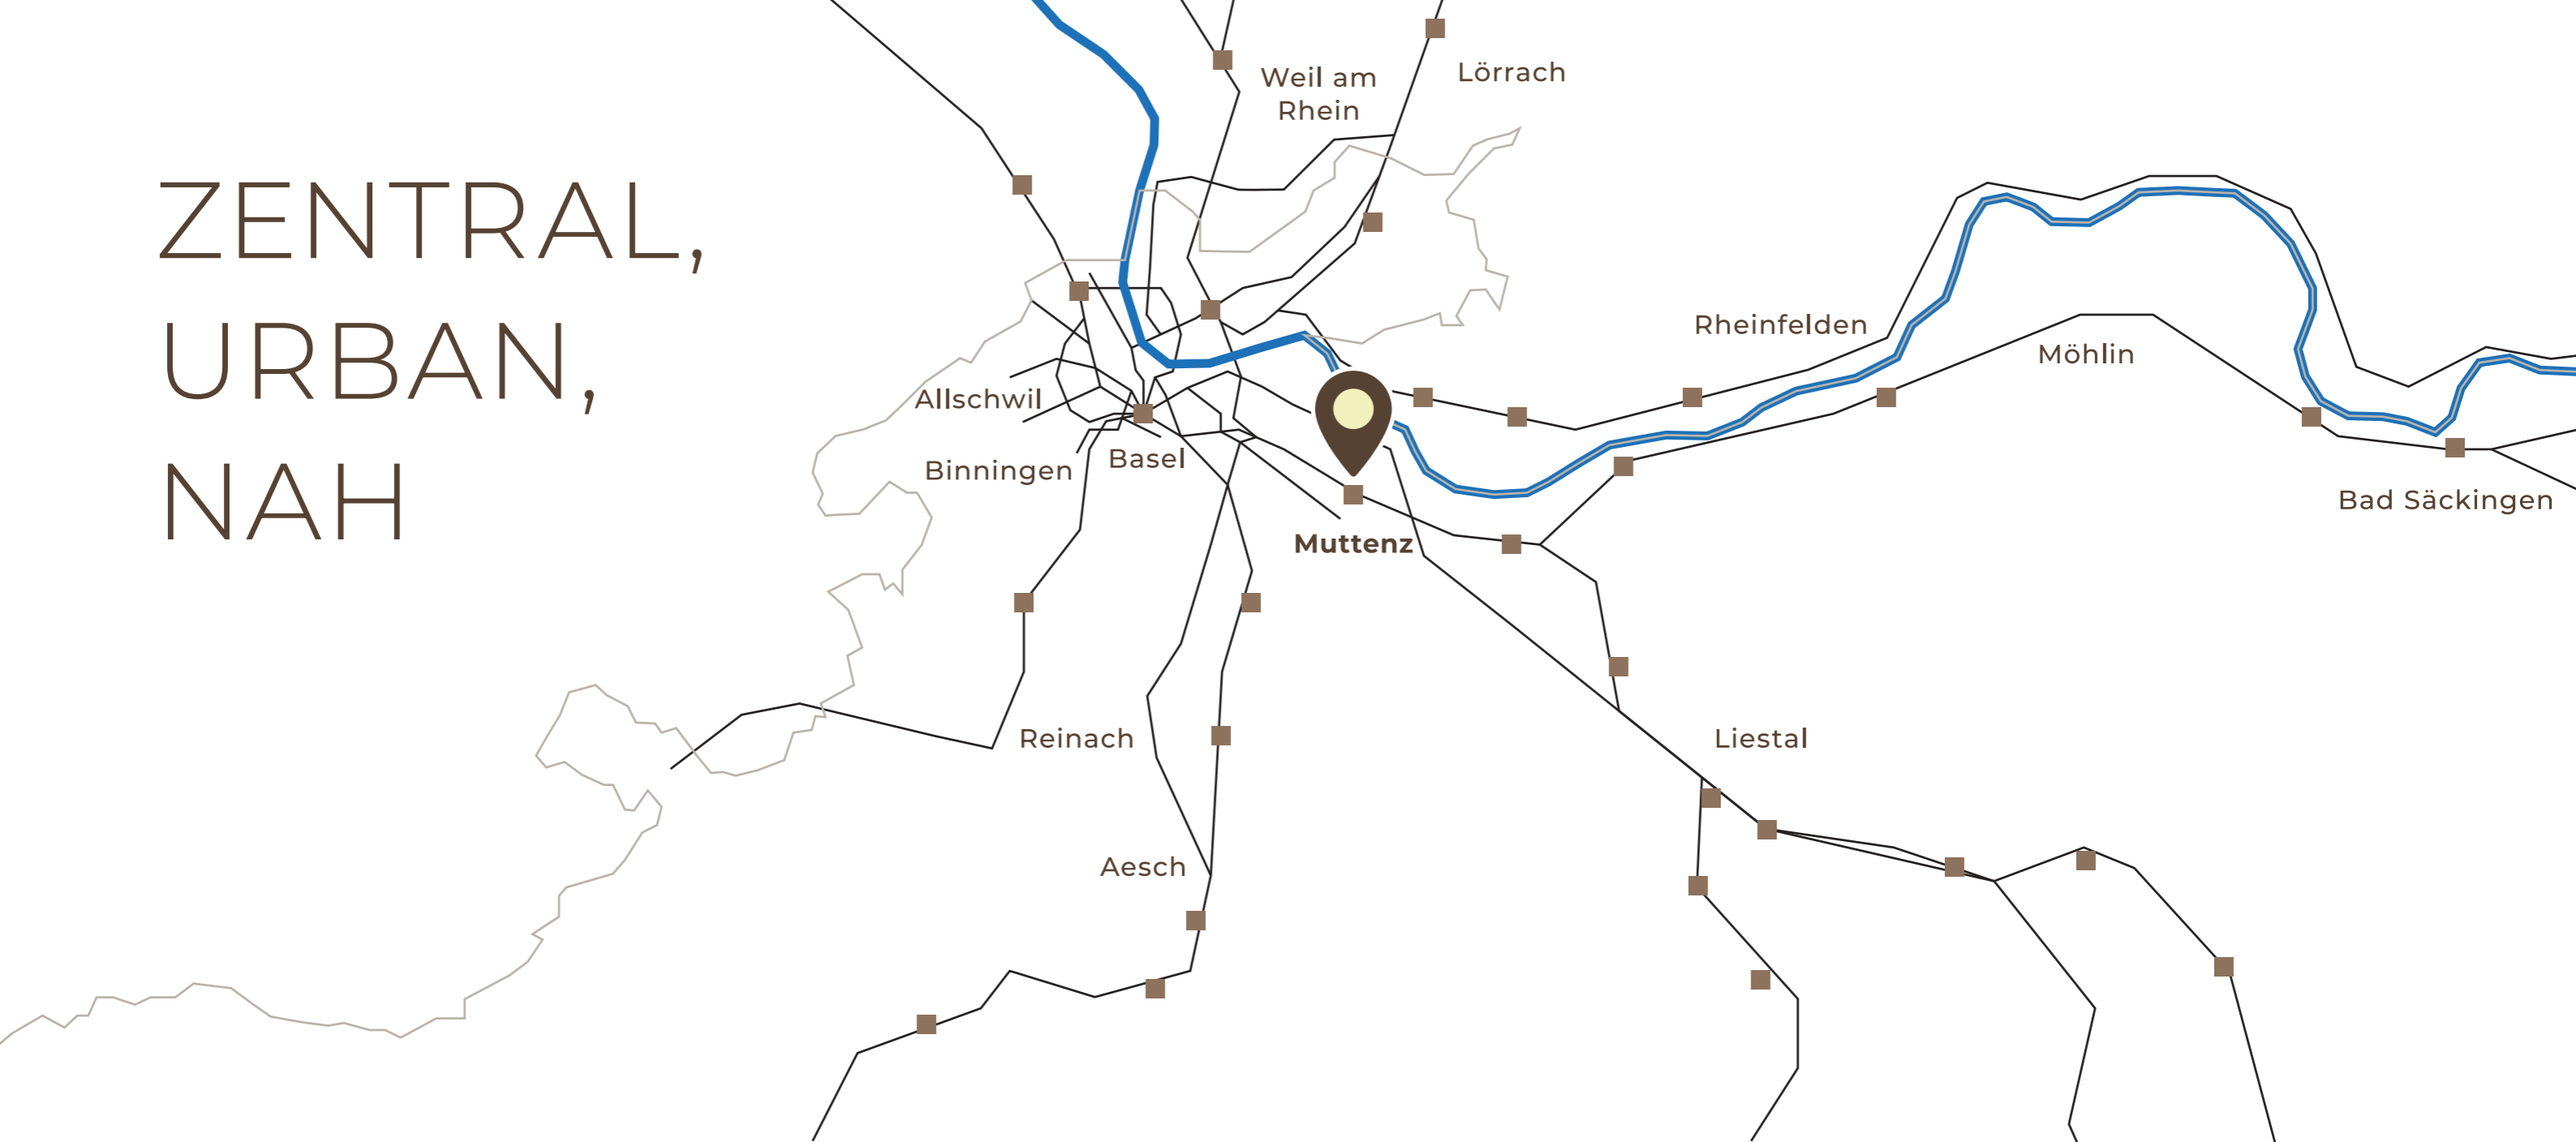 ZENTRAL,
URBAN,
NAH
Weil am
Rhein
Lörrach
Rheinfelden
Möhlin
Allschwil
Binningen
Basel
Bad Säckingen
Muttenz
Reinach
Liestal
Aesch